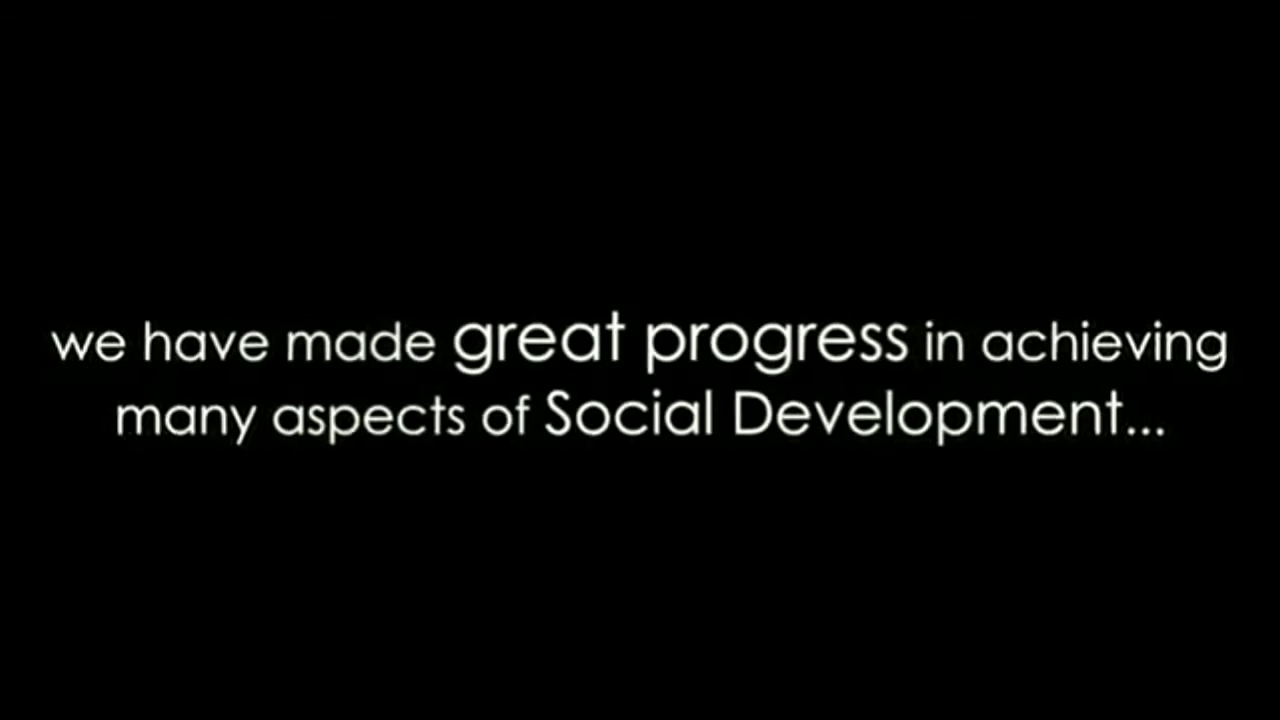 we have made great progress in achieving
many aspects of Social Development...